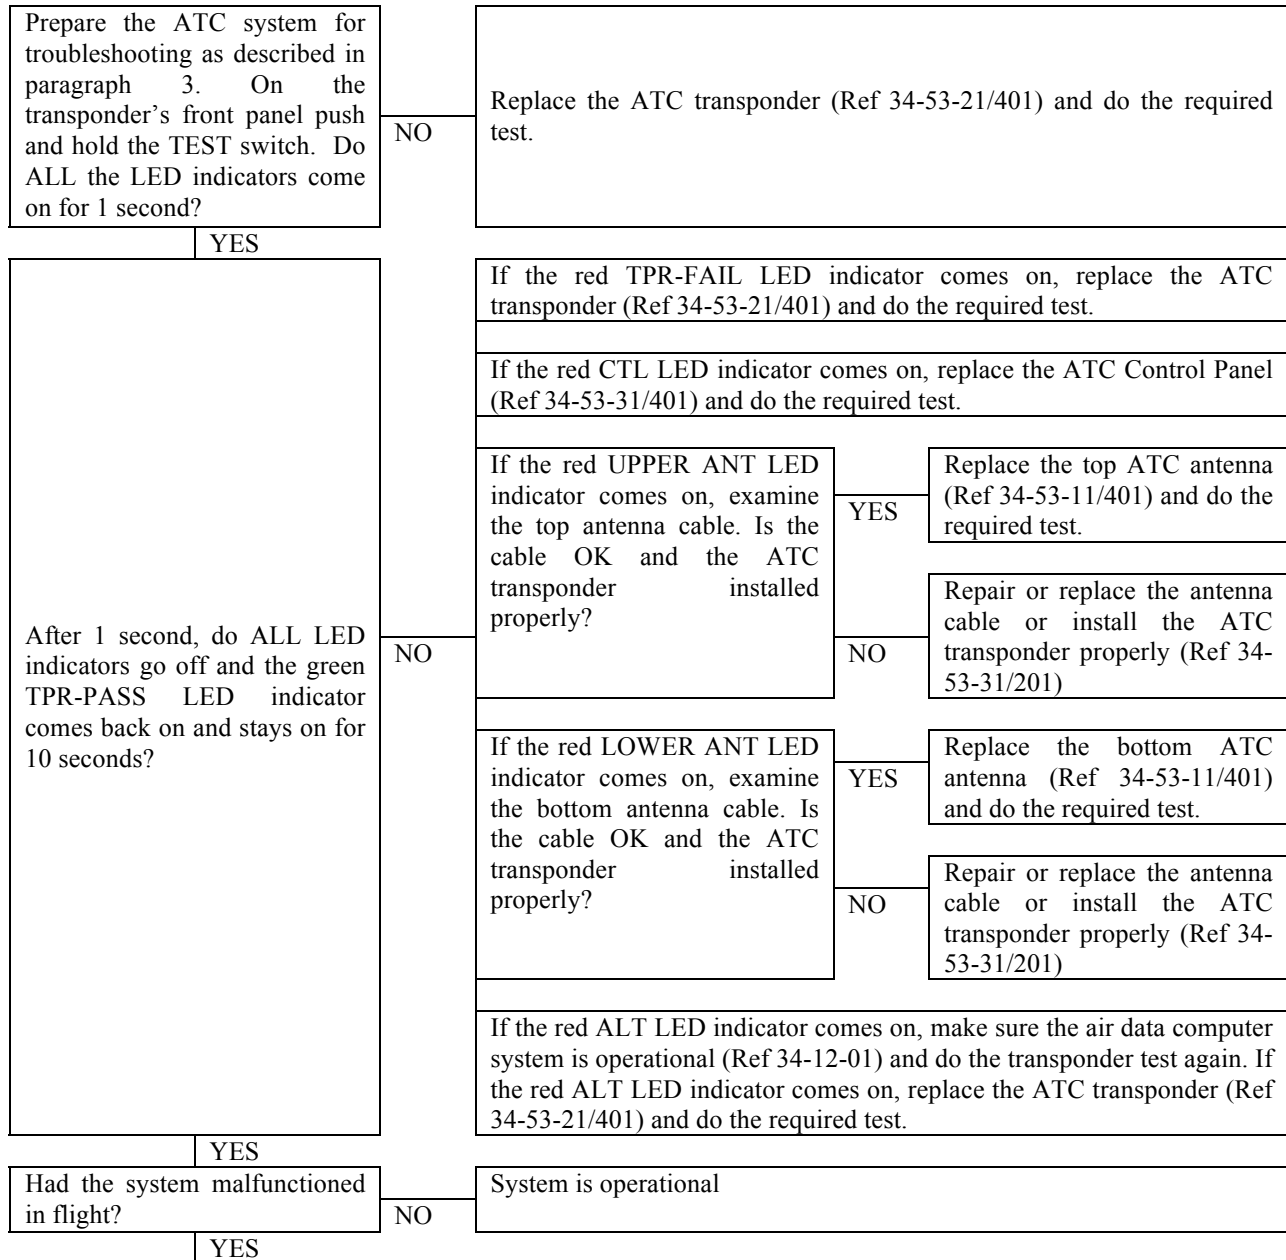 Prepare the ATC system for
troubleshooting as described in
paragraph 3. On the
transponder’s front panel push
and hold the TEST switch. Do
ALL the LED indicators come
on for 1 second?
NO
Replace the ATC transponder (Ref 34-53-21/401) and do the required
test.
YES
After 1 second, do ALL LED
indicators go off and the green
TPR-PASS LED indicator
comes back on and stays on for
10 seconds?
NO
If the red TPR-FAIL LED indicator comes on, replace the ATC
transponder (Ref 34-53-21/401) and do the required test.
If the red CTL LED indicator comes on, replace the ATC Control Panel
(Ref 34-53-31/401) and do the required test.
If the red UPPER ANT LED
indicator comes on, examine
the top antenna cable. Is the
cable OK and the ATC
transponder installed
properly?
YES
Replace the top ATC antenna
(Ref 34-53-11/401) and do the
required test.
NO
Repair or replace the antenna
cable or install the ATC
transponder properly (Ref 34-
53-31/201)
If the red LOWER ANT LED
indicator comes on, examine
the bottom antenna cable. Is
the cable OK and the ATC
transponder installed
properly?
YES
Replace the bottom ATC
antenna (Ref 34-53-11/401)
and do the required test.
NO
Repair or replace the antenna
cable or install the ATC
transponder properly (Ref 34-
53-31/201)
If the red ALT LED indicator comes on, make sure the air data computer
system is operational (Ref 34-12-01) and do the transponder test again. If
the red ALT LED indicator comes on, replace the ATC transponder (Ref
34-53-21/401) and do the required test.
YES
Had the system malfunctioned
in flight?
NO
System is operational
YES